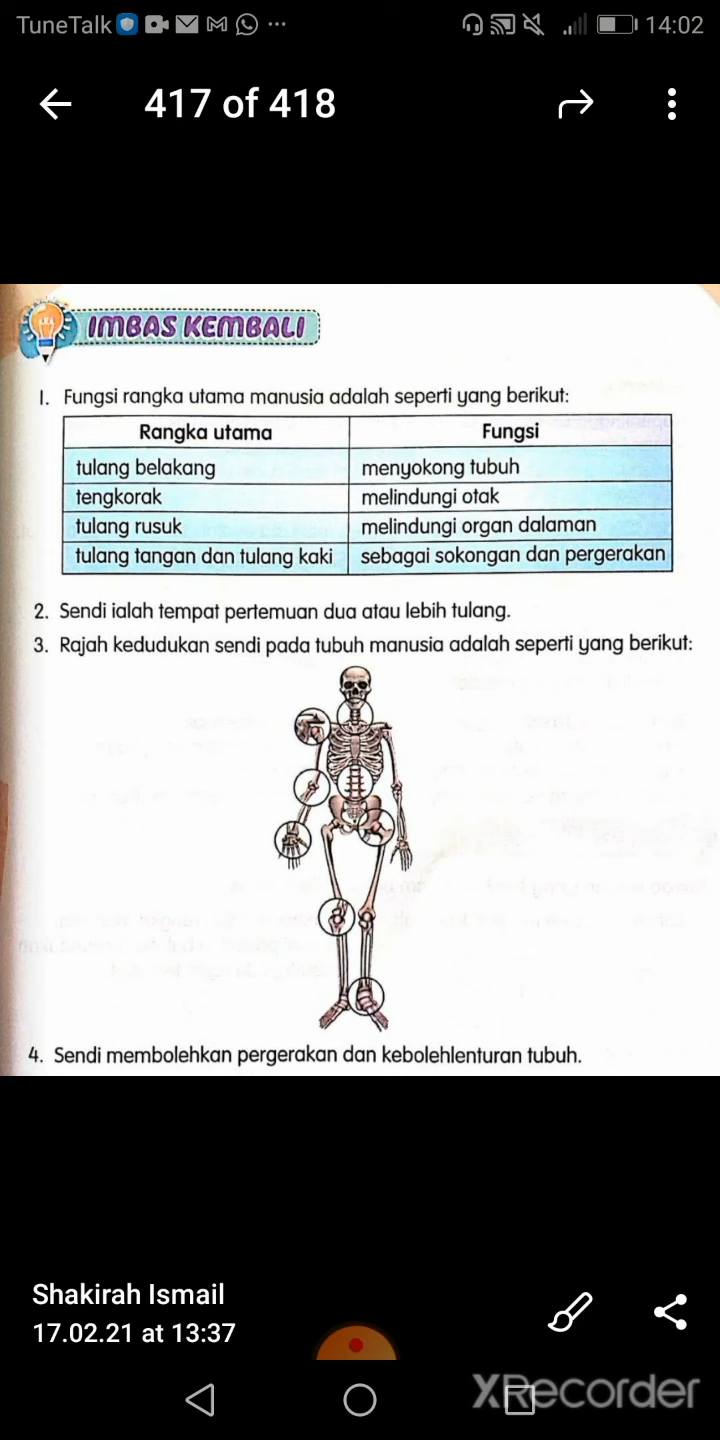 TuneTalk
14:02
417 of 418
IMBAS KEMBALI
1. Fungsi rangka utama manusia adalah seperti yang berikut:
Rangka utama Fungsi
tulang belakang menyokong tubuh
tengkorak melindungi otak
tulang rusuk melindungi organ dalaman
tulang tangan dan tulang kaki sebagai sokongan dan pergerakan
2. Sendi ialah tempat pertemuan dua atau lebih tulang.
3. Rajah kedudukan sendi pada tubuh manusia adalah seperti yang berikut:
4. Sendi membolehkan pergerakan dan kebolehlenturan tubuh.
Shakirah Ismail
17.02.21 at 13:37
XRecorder